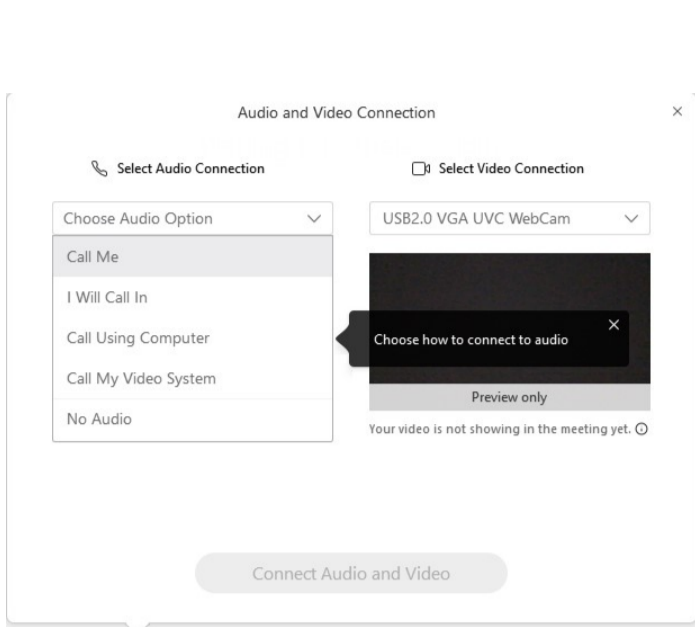 Audio and Video Connection
Select Audio Connection
Select Video Connection
Choose Audio Option
USB2.0 VGA UVC WebCam
Call Me
I Will Call In
Call Using Computer
Call My Video System
No Audio
Choose how to connect to audio
Preview only
Your video is not showing in the meeting yet.
Connect Audio and Video